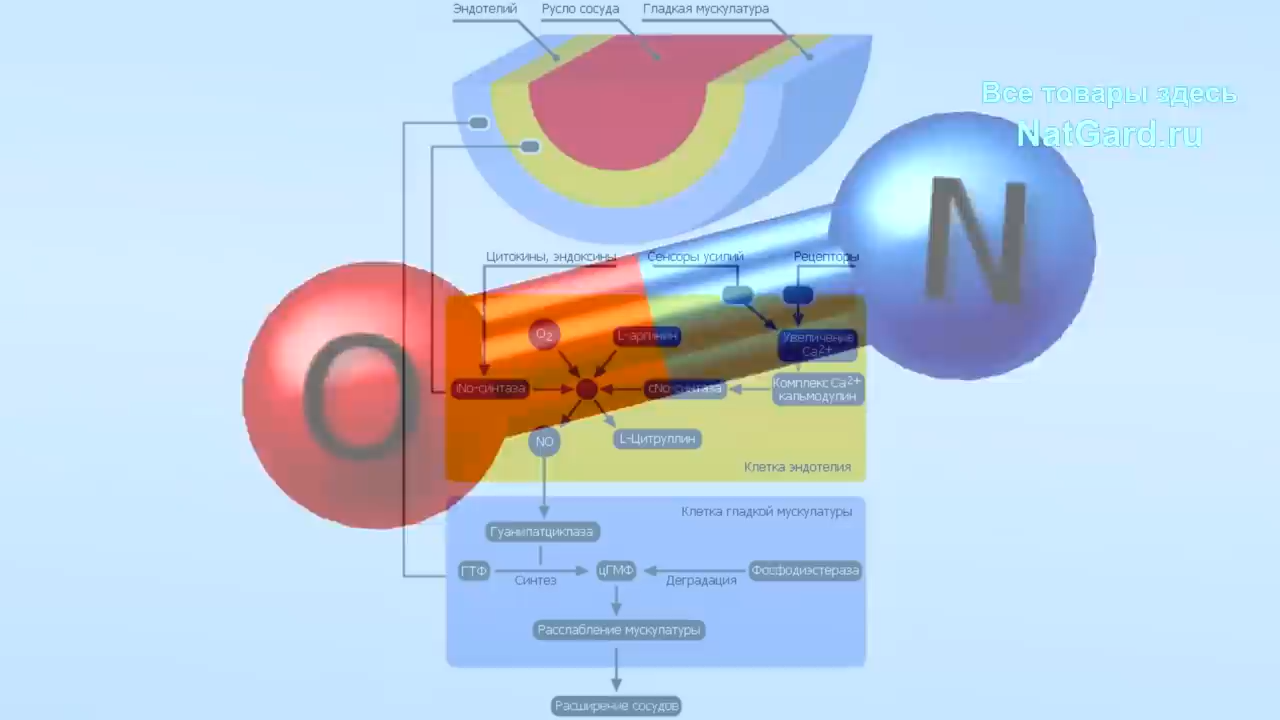 Эндотелий
Русло сосуда
Гладкая мускулатура
Все товары здесь
NatGard.ru
N
Цитокины, эндоксины
Сенсоры усилий
Рецепторы
O
O2
L-аргинин
Увеличение
Ca2+
iNo-синтаза
cNo-синтаза
Комплекс Ca2+
кальмодулин
NO
L-Цитруллин
Клетка эндотелия
Клетка гладкой мускулатуры
Гуанилатциклаза
ГТФ
Синтез
цГМФ
Деградация
Фосфодиэстераза
Расслабление мускулатуры
Расширение сосудов